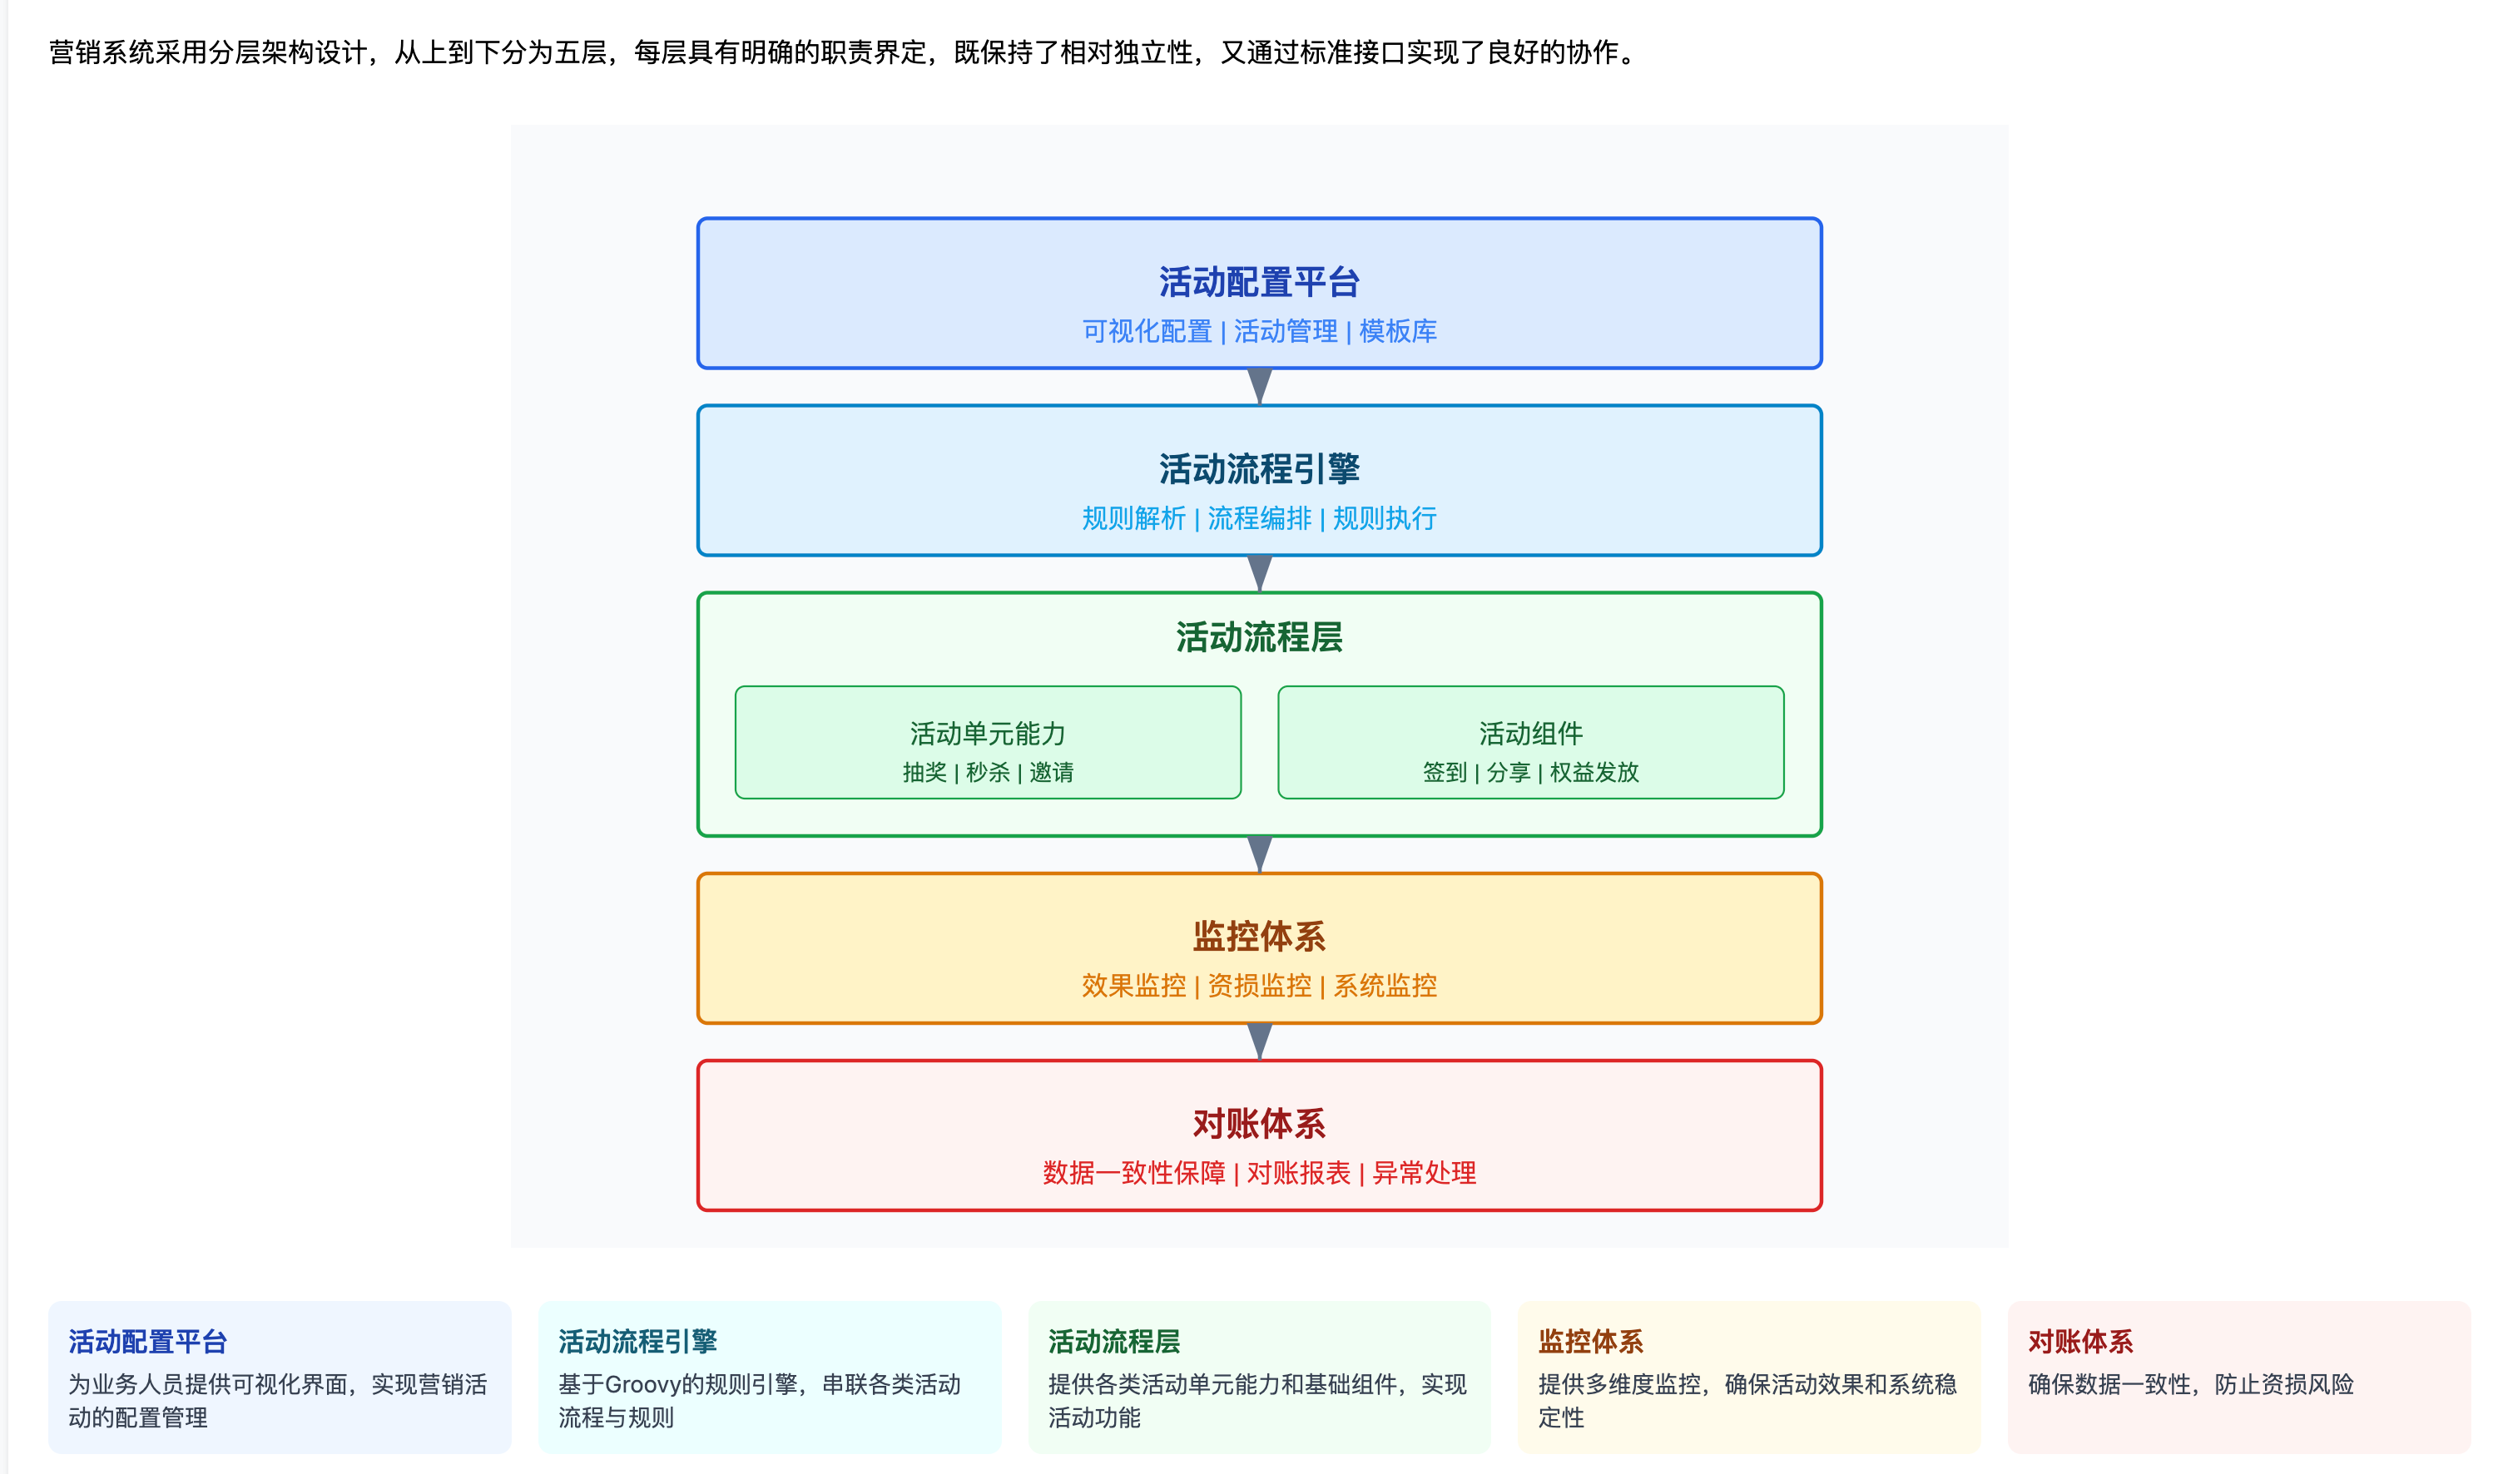 营销系统采用分层架构设计，从上到下分为五层，每层具有明确的职责界定，既保持了相对独立性，又通过标准接口实现了良好的协作。
活动配置平台
可视化配置 | 活动管理 | 模板库
活动流程引擎
规则解析 | 流程编排 | 规则执行
活动流程层
活动单元能力
抽奖 | 秒杀 | 邀请
活动组件
签到 | 分享 | 权益发放
监控体系
效果监控 | 资损监控 | 系统监控
对账体系
数据一致性保障 | 对账报表 | 异常处理
活动配置平台
为业务人员提供可视化界面，实现营销活
动的配置管理
活动流程引擎
基于Groovy的规则引擎，串联各类活动
流程与规则
活动流程层
提供各类活动单元能力和基础组件，实现
活动功能
监控体系
提供多维度监控，确保活动效果和系统稳
定性
对账体系
确保数据一致性，防止资损风险